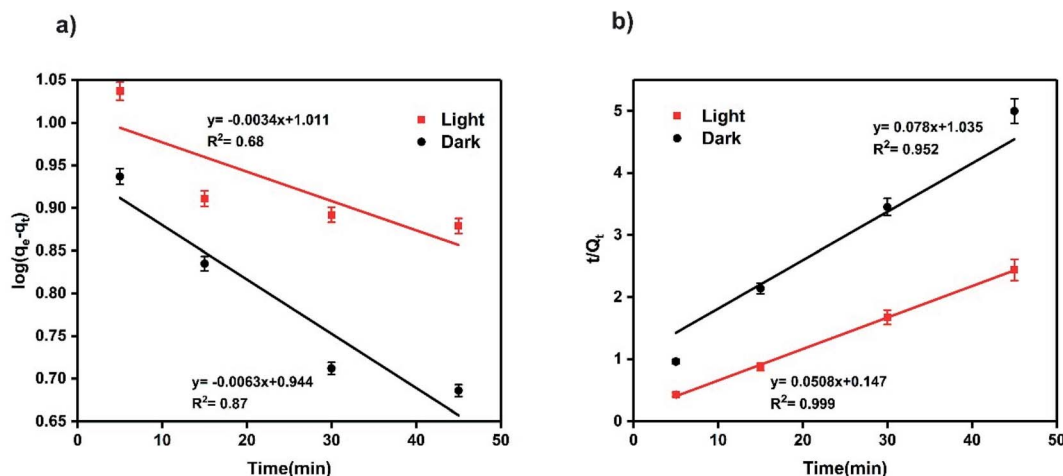 a)
1.05
1.00
0.95
0.90
0.85
0.80
0.75
0.70
0.65
log(qe-qt)
y= -0.0034x+1.011
R2= 0.68
Light
Dark
y= -0.0063x+0.944
R2= 0.87
0 10 20 30 40 50
Time(min)
b)
5
4
3
2
1
0
t/Qt
Light
Dark
y= 0.078x+1.035
R2= 0.952
y= 0.0508x+0.147
R2= 0.999
0 10 20 30 40 50
Time(min)